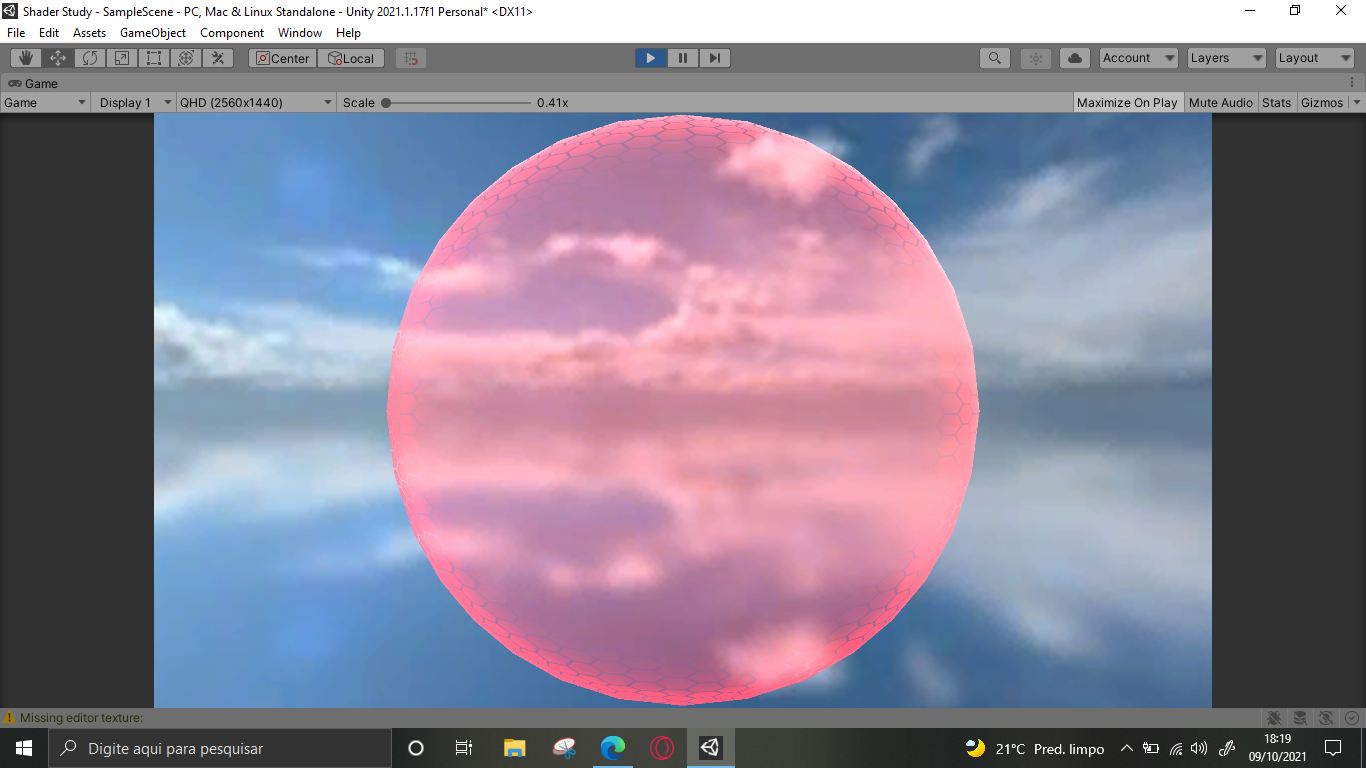 Shader Study - SampleScene - PC, Mac & Linux Standalone - Unity 2021.1.17f1 Personal* <DX11>
File Edit Assets GameObject Component Window Help
Center Local Account Layers Layout
Game
Game Display 1 QHD (2560x1440) Scale 0.41x Maximize On Play Mute Audio Stats Gizmos
Missing editor texture:
Digite aqui para pesquisar 21°C Pred. limpo 18:19
09/10/2021